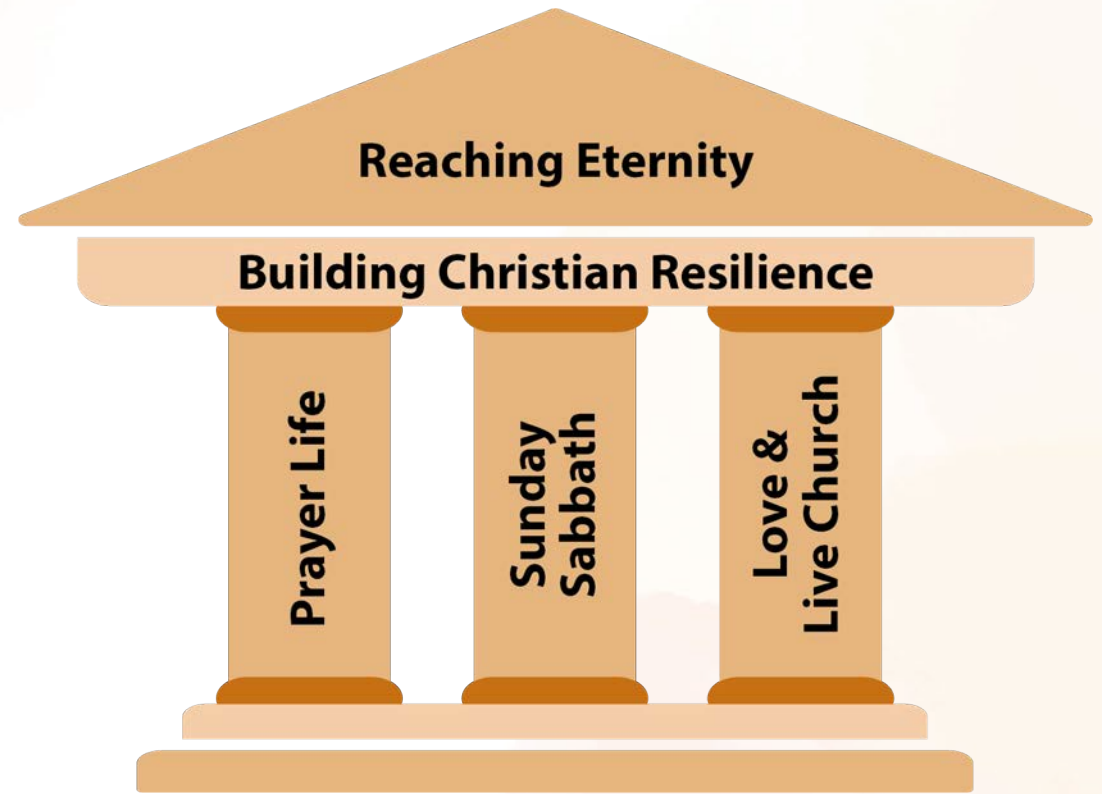 Reaching Eternity
Building Christian Resilience
Prayer Life
Sunday
Sabbath
Love &
Live Church